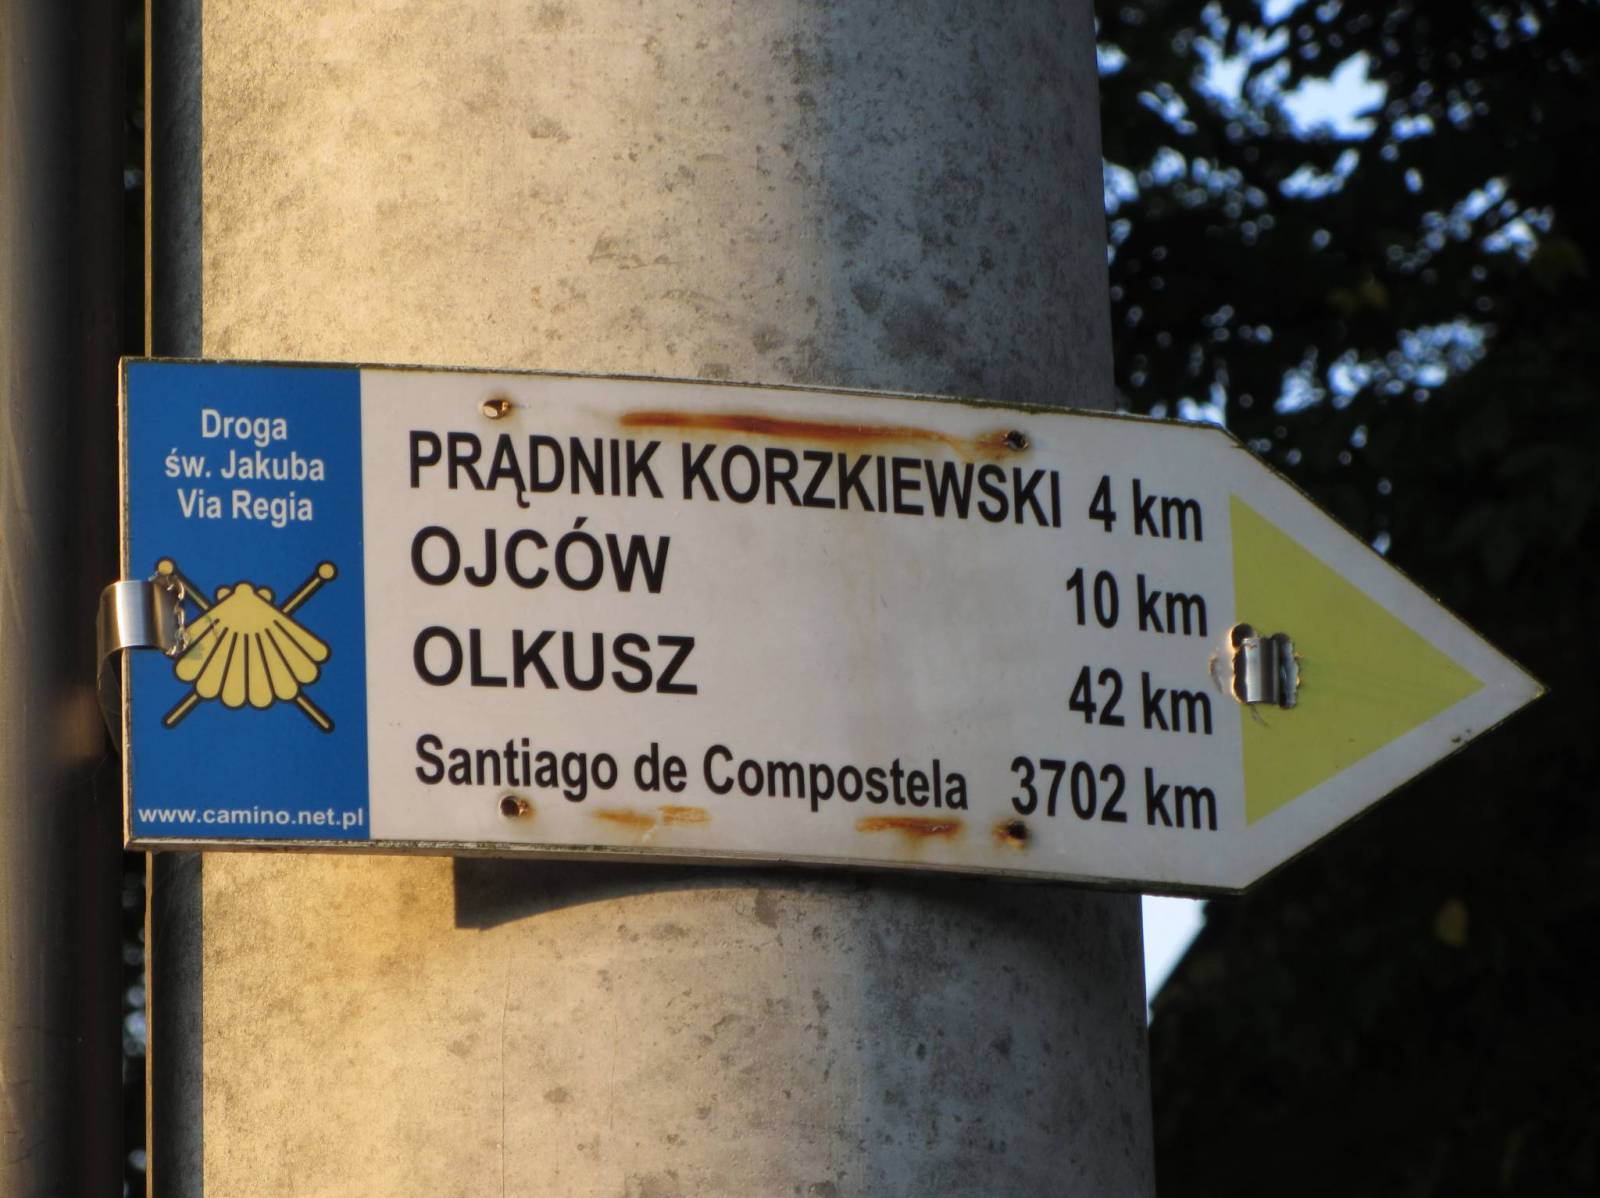 Droga
św. Jakuba
Via Regia
www.camino.net.pl
PRĄDNIK KORZKIEWSKI 4 km
OJCÓW 10 km
OLKUSZ 42 km
Santiago de Compostela 3702 km